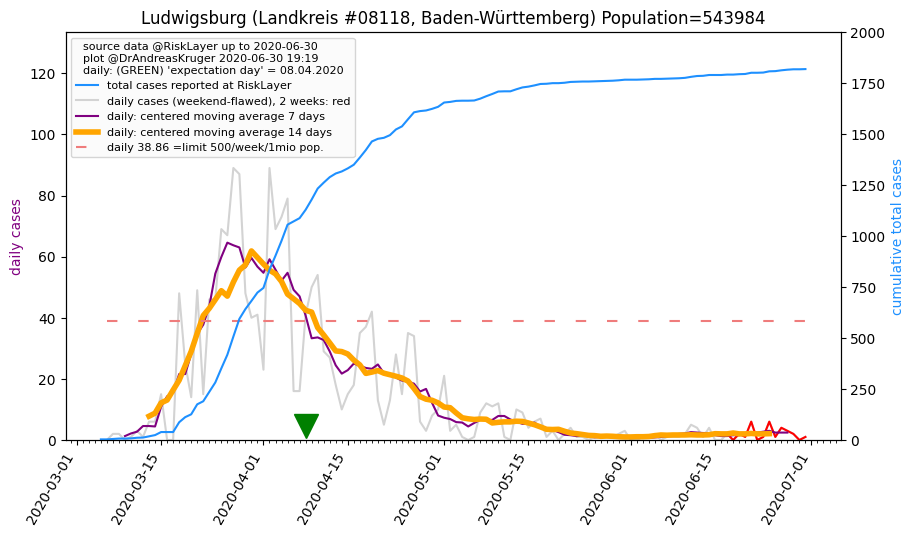 Ludwigsburg (Landkreis #08118, Baden-Württemberg) Population=543984
source data @RiskLayer up to 2020-06-30
plot @DrAndreasKruger 2020-06-30 19:19
daily: (GREEN) 'expectation day' = 08.04.2020
total cases reported at RiskLayer
daily cases (weekend-flawed), 2 weeks: red
daily: centered moving average 7 days
daily: centered moving average 14 days
daily 38.86 =limit 500/week/1mio pop.
daily cases
120
100
80
60
40
20
0
2000
1750
1500
1250
1000
750
500
250
0
cumulative total cases
2020-03-01
2020-03-15
2020-04-01
2020-04-15
2020-05-01
2020-05-15
2020-06-01
2020-06-15
2020-07-01